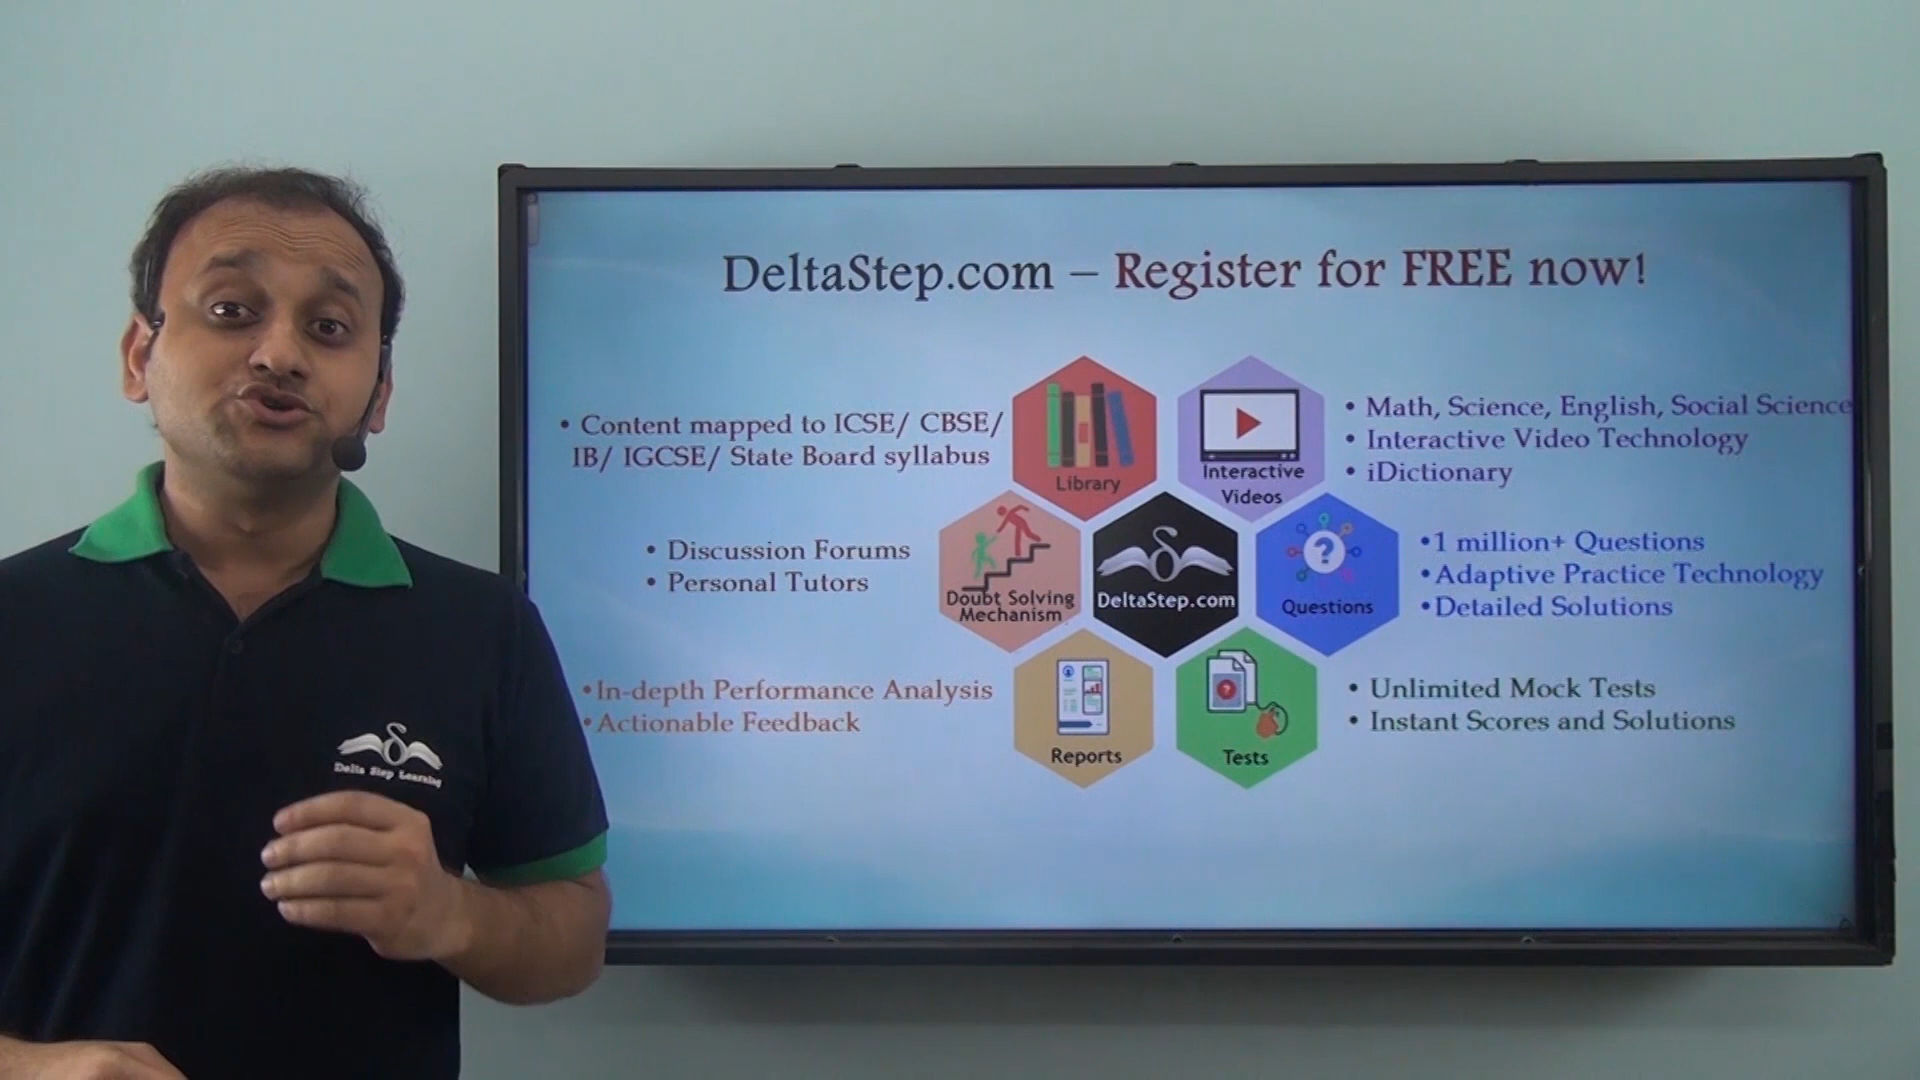 DeltaStep.com – Register for FREE now!
• Content mapped to ICSE/ CBSE/
IB/ IGCSE/ State Board syllabus
Library
Interactive
Videos
• Math, Science, English, Social Science
• Interactive Video Technology
• iDictionary
• Discussion Forums
• Personal Tutors
Doubt Solving
Mechanism
DeltaStep.com
Questions
•1 million+ Questions
•Adaptive Practice Technology
•Detailed Solutions
•In-depth Performance Analysis
•Actionable Feedback
Reports
Tests
• Unlimited Mock Tests
• Instant Scores and Solutions
Delta Step Learning